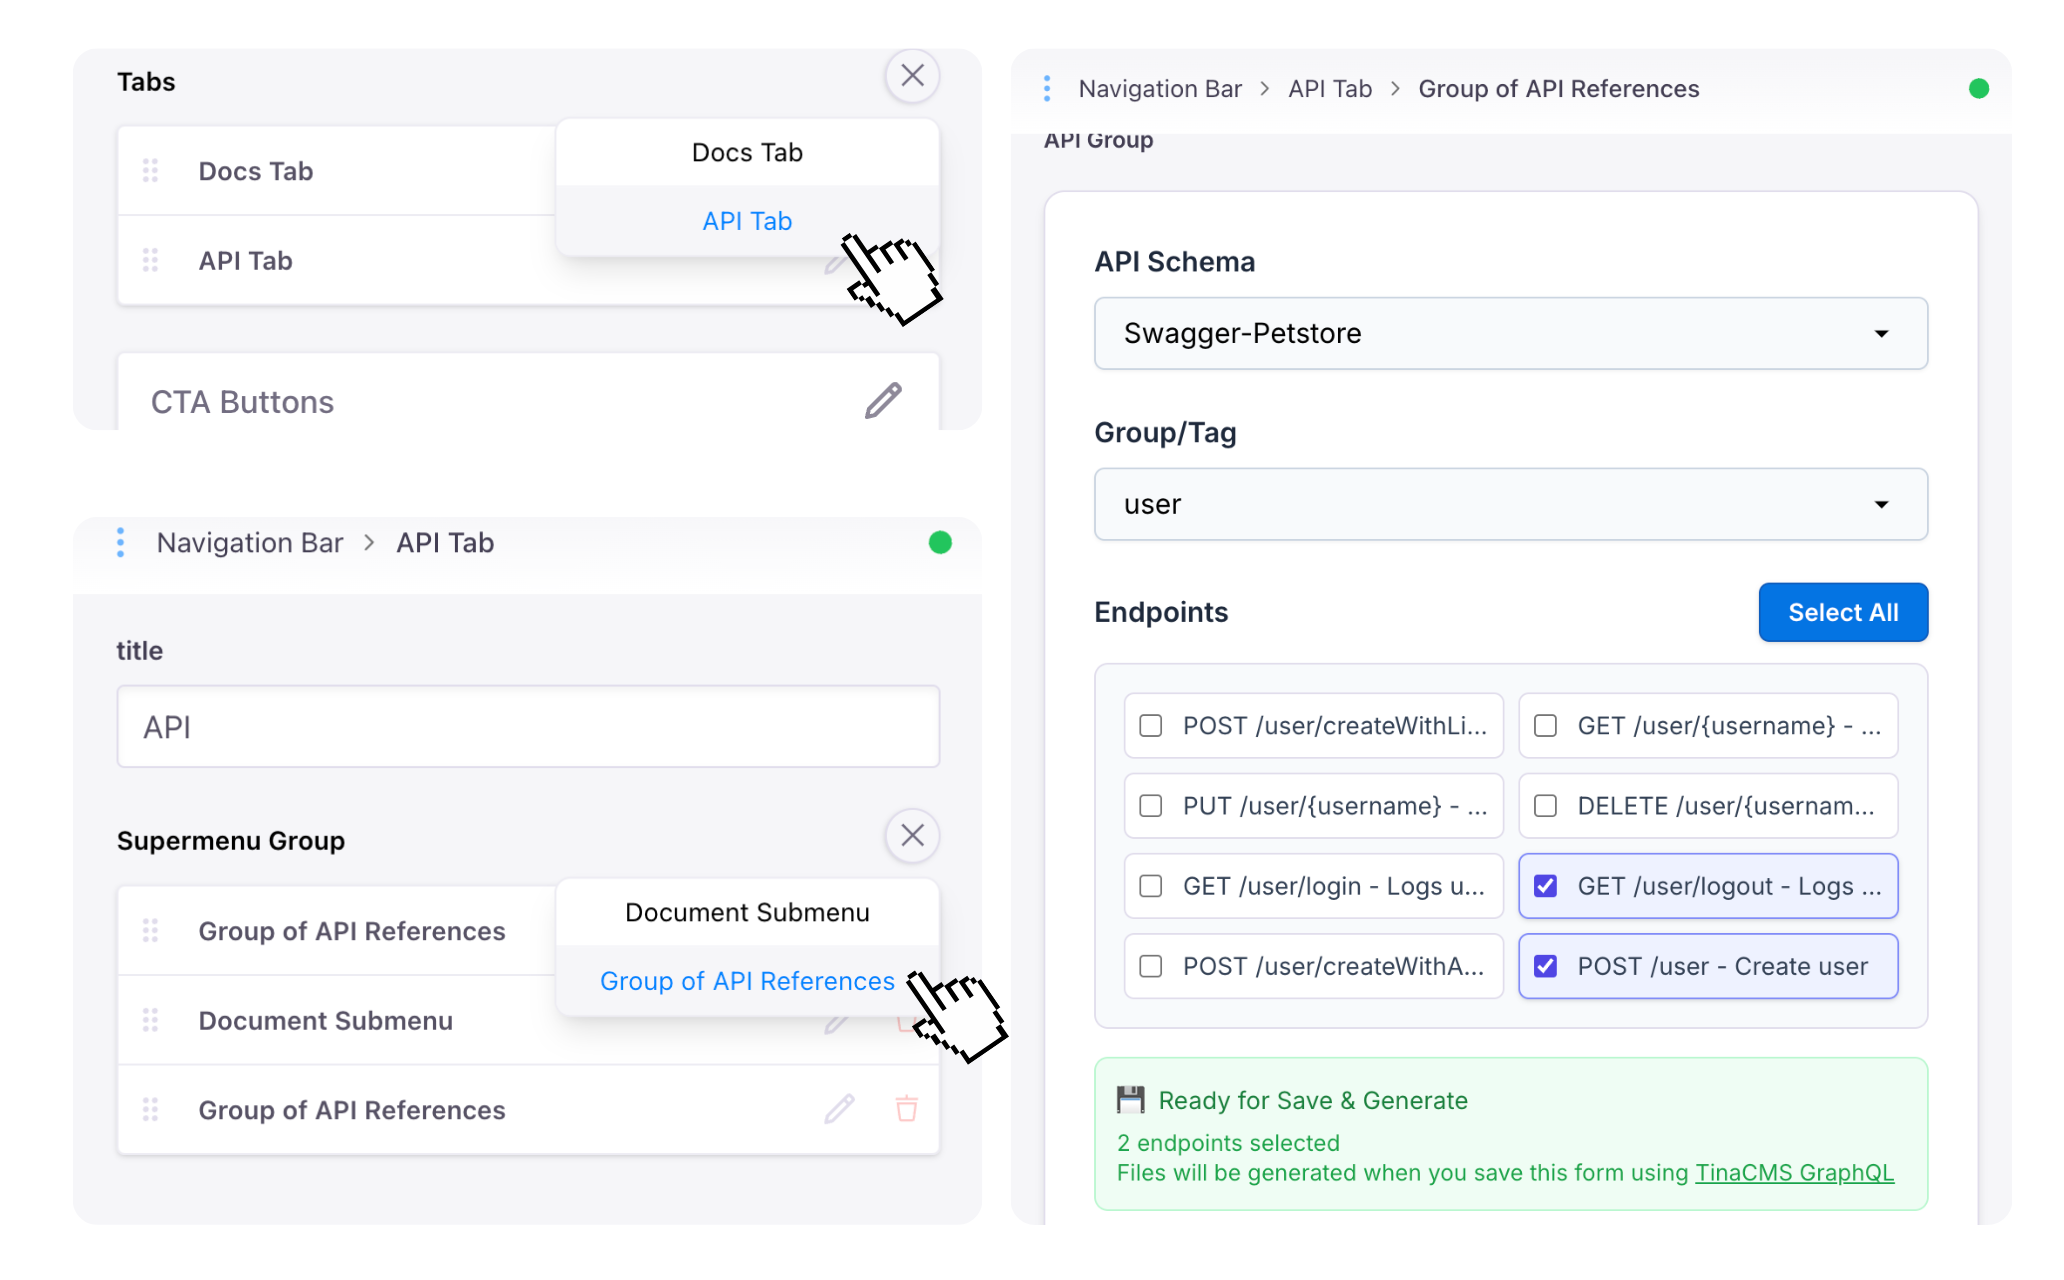 Tabs
Docs Tab
API Tab
Docs Tab
API Tab
CTA Buttons
Navigation Bar > API Tab
title
API
Supermenu Group
Document Submenu
Group of API References
Group of API References
Document Submenu
Group of API References
Navigation Bar > API Tab > Group of API References
API Group
API Schema
Swagger-Petstore
Group/Tag
user
Endpoints
Select All
POST /user/createWithLi...
GET /user/{username} - ...
PUT /user/{username} - ...
DELETE /user/{usernam...
GET /user/login - Logs u...
GET /user/logout - Logs ...
POST /user/createWithA...
POST /user - Create user
💾 Ready for Save & Generate
2 endpoints selected
Files will be generated when you save this form using TinaCMS GraphQL